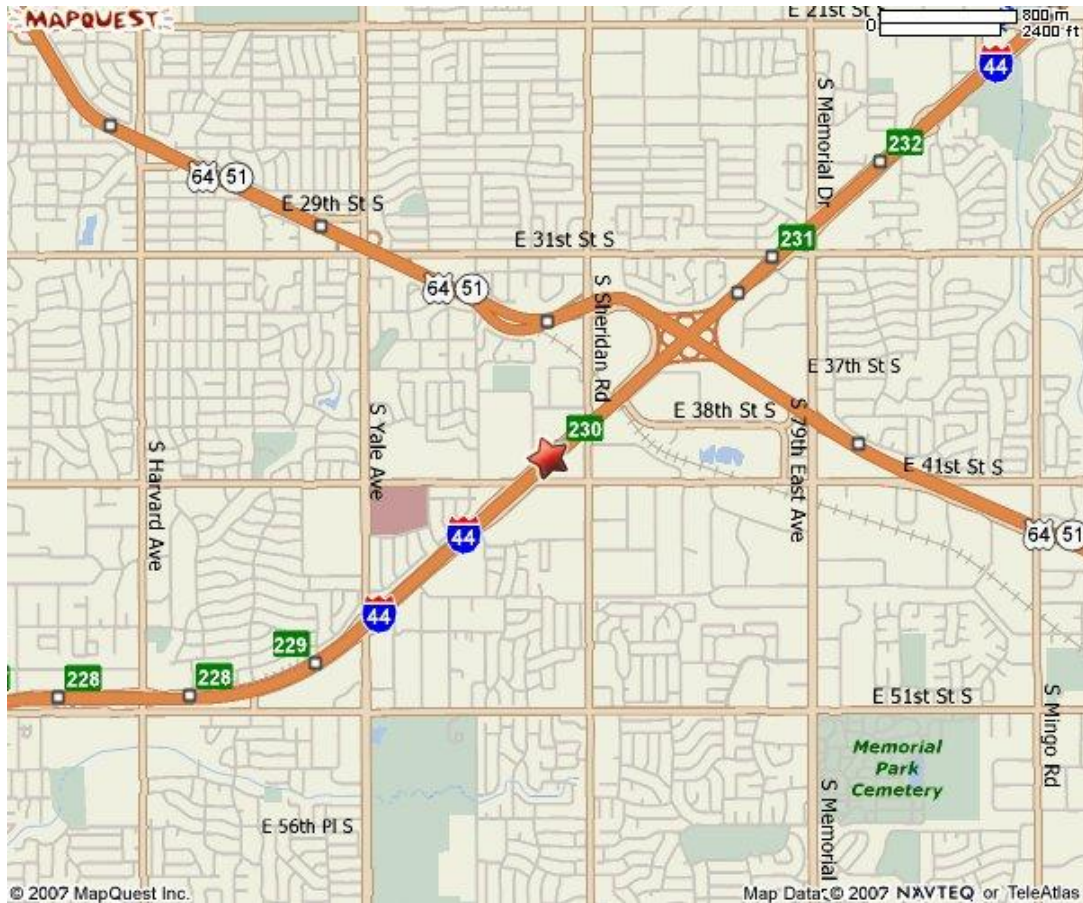 MAPQUEST
E 21st St S
0
800 m
2400 ft
44
S Memorial Dr
232
64 51
E 29th St S
E 31st St S
231
64 51
S Sheridan Rd
E 37th St S
E 38th St S
S 79th East Ave
230
S Yale Ave
S Harvard Ave
E 41st St S
44
64 51
44
229
228
228
E 51st St S
S Mingo Rd
Memorial
Park
Cemetery
S Memorial
E 56th Pl S
© 2007 MapQuest Inc.
Map Data © 2007 NAVTEQ or TeleAtlas